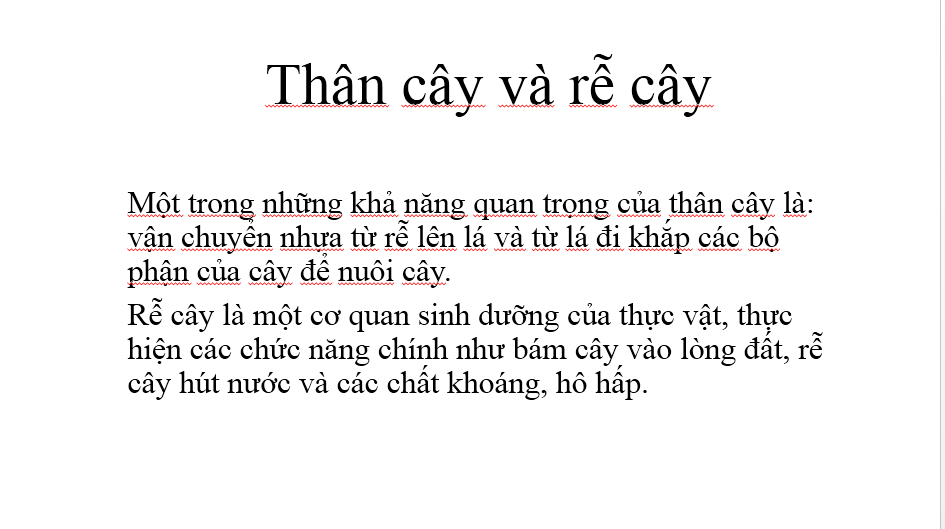 Thân cây và rễ cây
Một trong những khả năng quan trọng của thân cây là:
vận chuyển nhựa từ rễ lên lá và từ lá đi khắp các bộ
phận của cây để nuôi cây.
Rễ cây là một cơ quan sinh dưỡng của thực vật, thực
hiện các chức năng chính như bám cây vào lòng đất, rễ
cây hút nước và các chất khoáng, hô hấp.